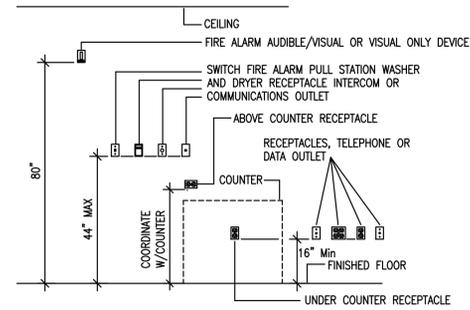 CEILING
FIRE ALARM AUDIBLE/VISUAL OR VISUAL ONLY DEVICE
SWITCH FIRE ALARM PULL STATION WASHER
AND DRYER RECEPTACLE INTERCOM OR
COMMUNICATIONS OUTLET
ABOVE COUNTER RECEPTACLE
RECEPTACLES, TELEPHONE OR
DATA OUTLET
COUNTER
80"
44" MAX
COORDINATE
W/COUNTER
16" Min
FINISHED FLOOR
UNDER COUNTER RECEPTACLE